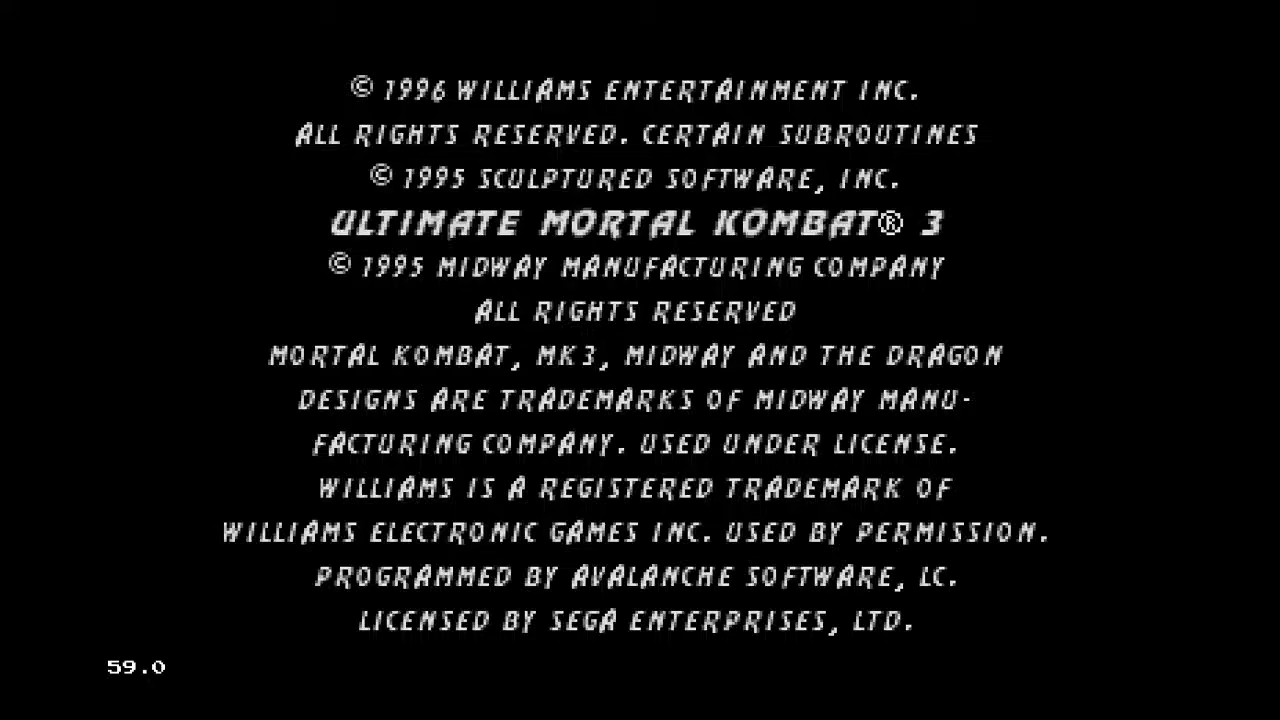 © 1996 WILLIAMS ENTERTAINMENT INC.
ALL RIGHTS RESERVED. CERTAIN SUBROUTINES
© 1995 SCULPTURED SOFTWARE, INC.
ULTIMATE MORTAL KOMBAT® 3
© 1995 MIDWAY MANUFACTURING COMPANY
ALL RIGHTS RESERVED
MORTAL KOMBAT, MK3, MIDWAY AND THE DRAGON
DESIGNS ARE TRADEMARKS OF MIDWAY MANU-
FACTURING COMPANY. USED UNDER LICENSE.
WILLIAMS IS A REGISTERED TRADEMARK OF
WILLIAMS ELECTRONIC GAMES INC. USED BY PERMISSION.
PROGRAMMED BY AVALANCHE SOFTWARE, LC.
LICENSED BY SEGA ENTERPRISES, LTD.
59.0